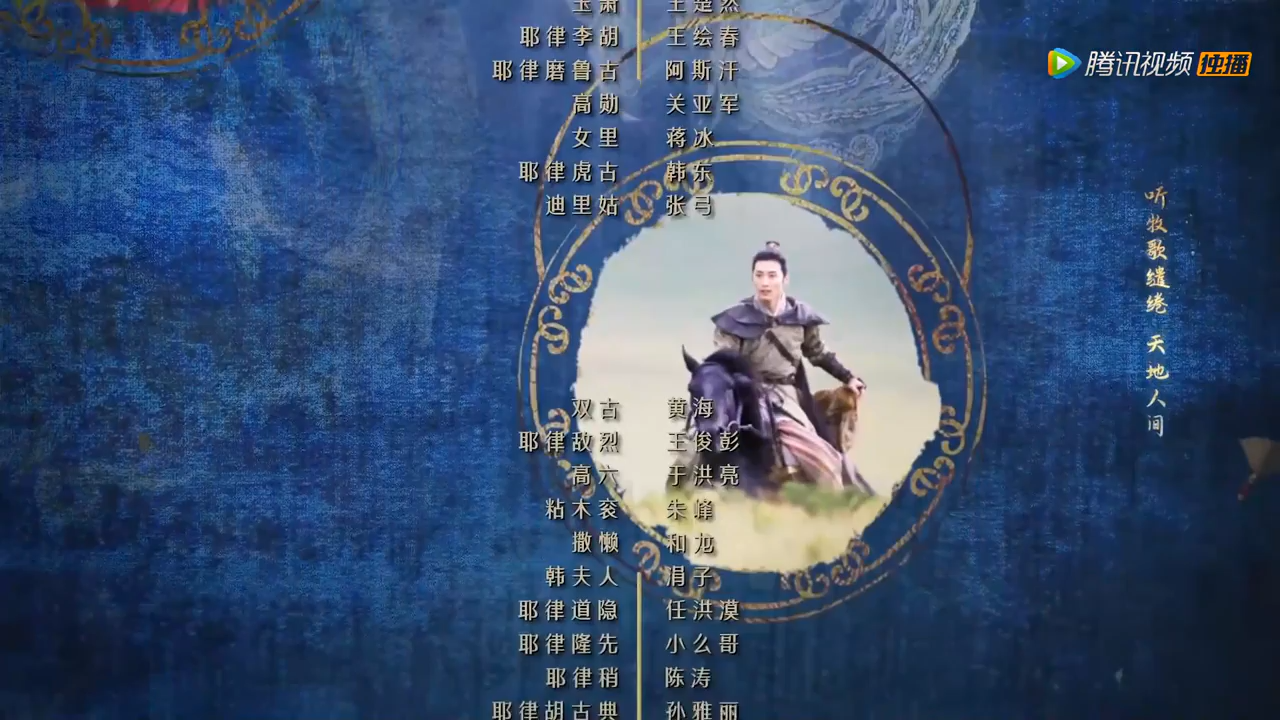 玉箫 王楚然
耶律李胡 王绘春
耶律磨鲁古 阿斯汗
高勋 关亚军
女里 蒋冰
耶律虎古 韩东
迪里姑 张弓
双古 黄海
耶律敌烈 王俊彭
高六 于洪亮
粘木衮 朱峰
撒懒 和龙
韩夫人 涓子
耶律道隐 任洪漠
耶律隆先 小么哥
耶律稍 陈涛
耶律胡古典 孙雅丽
腾讯视频 独播
听牧歌缱绻 天地人间